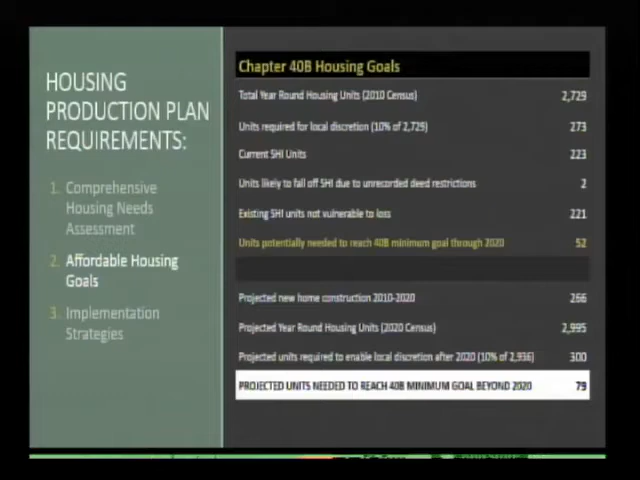 HOUSING
PRODUCTION PLAN
REQUIREMENTS:
1. Comprehensive
Housing Needs
Assessment
2. Affordable Housing
Goals
3. Implementation
Strategies
Chapter 40B Housing Goals
Total Year Round Housing Units (2010 Census) 2,729
Units required for local discretion (10% of 2,729) 273
Current SHI Units 223
Units likely to fall off SHI due to unrecorded deed restrictions 2
Existing SHI units not vulnerable to loss 221
Units potentially needed to reach 40B minimum goal through 2020 52
Projected new home construction 2010-2020 266
Projected Year Round Housing Units (2020 Census) 2,995
Projected units required to enable local discretion after 2020 (10% of 2,936) 300
PROJECTED UNITS NEEDED TO REACH 40B MINIMUM GOAL BEYOND 2020 79